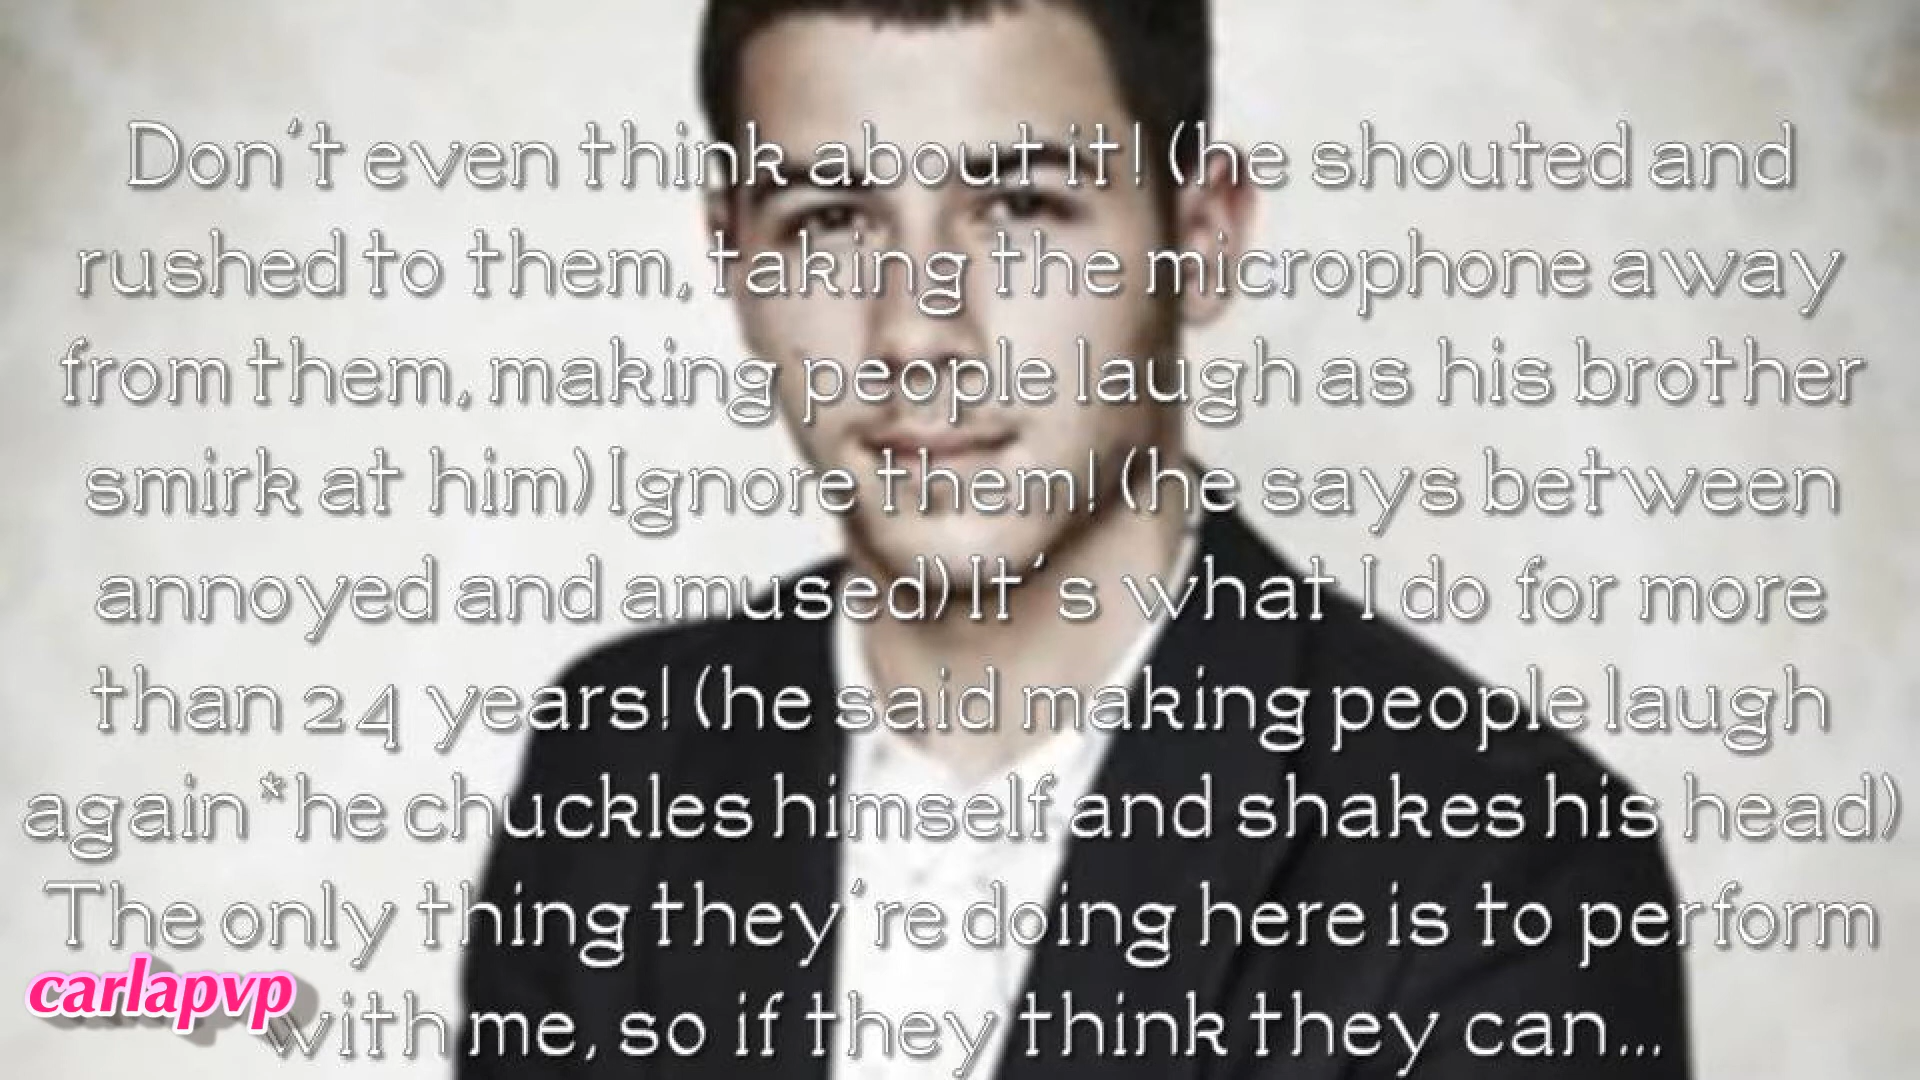 Don't even think about it! (he shouted and
rushed to them, taking the microphone away
from them, making people laugh as his brother
smirk at him) Ignore them! (he says between
annoyed and amused) It's what I do for more
than 24 years! (he said making people laugh
again*he chuckles himself and shakes his head)
The only thing they're doing here is to perform
with me, so if they think they can...
carlapvp